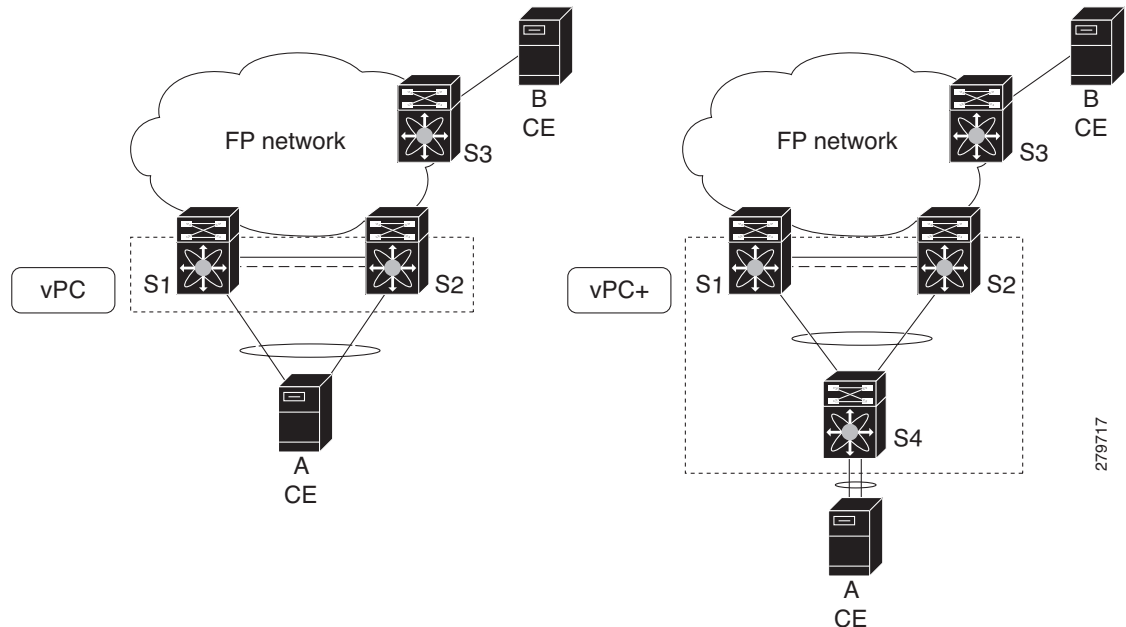 B
CE
FP network
S3
vPC
S1
S2
A
CE
B
CE
FP network
S3
vPC+
S1
S2
S4
A
CE
279717